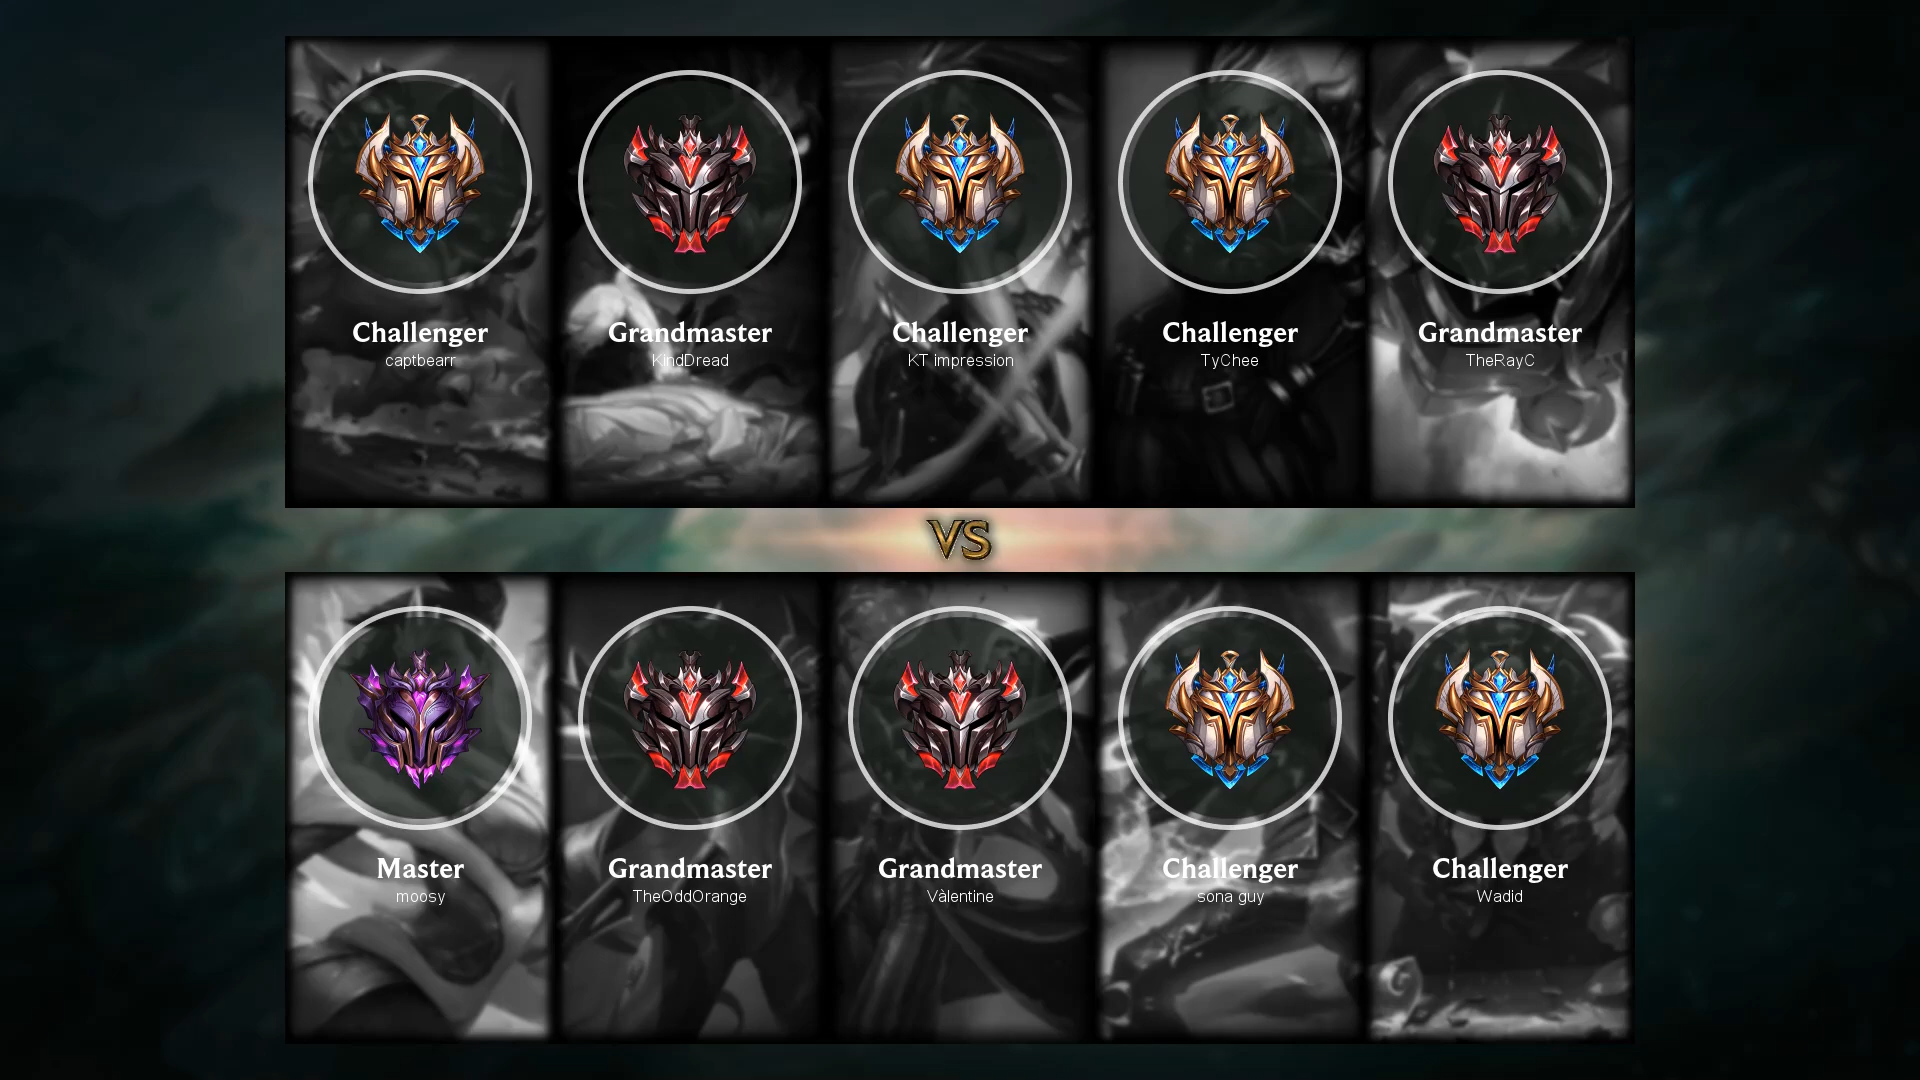 Challenger
captbearr
Grandmaster
KindDread
Challenger
KT impression
Challenger
TyChee
Grandmaster
TheRayC
VS
Master
moosy
Grandmaster
TheOddOrange
Grandmaster
Vàlentine
Challenger
sona guy
Challenger
Wadid